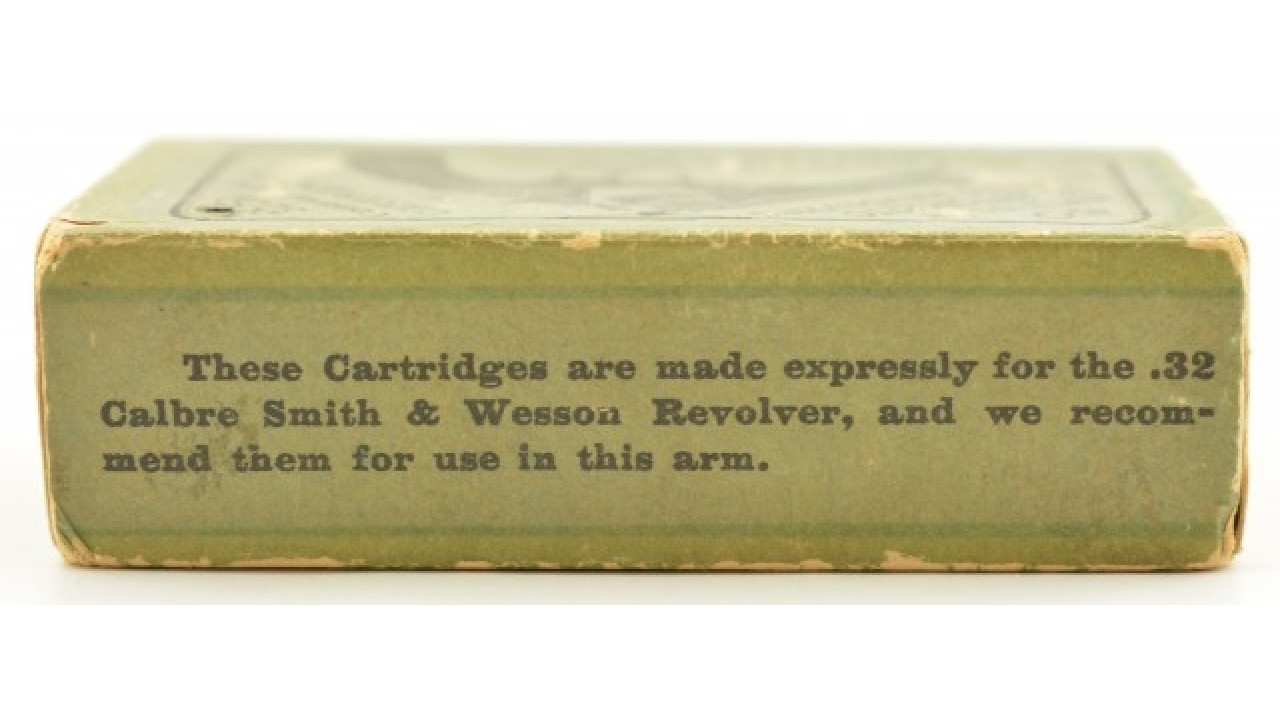 These Cartridges are made expressly for the .32
Calbre Smith & Wesson Revolver, and we recom-
mend them for use in this arm.